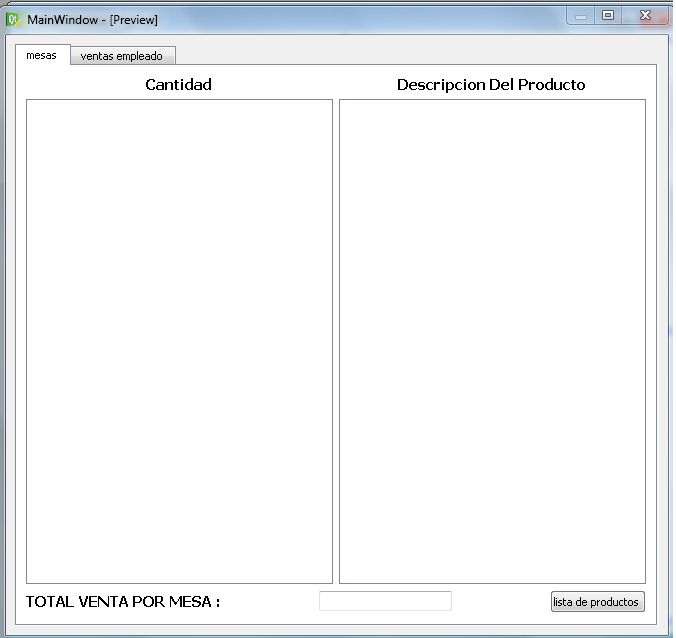 MainWindow - [Preview]
mesas ventas empleado
Cantidad Descripcion Del Producto
TOTAL VENTA POR MESA : lista de productos